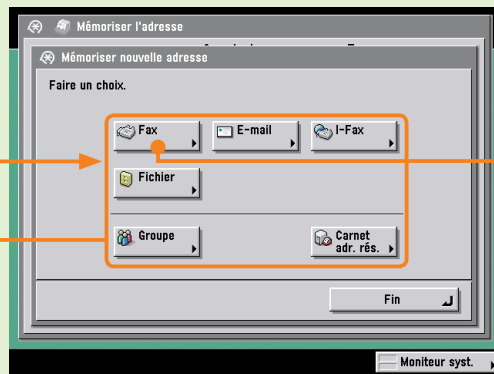 Mémoriser l'adresse
Mémoriser nouvelle adresse
Faire un choix.
Fax
E-mail
I-Fax
Fichier
Groupe
Carnet
adr. rés.
Fin
Moniteur syst.